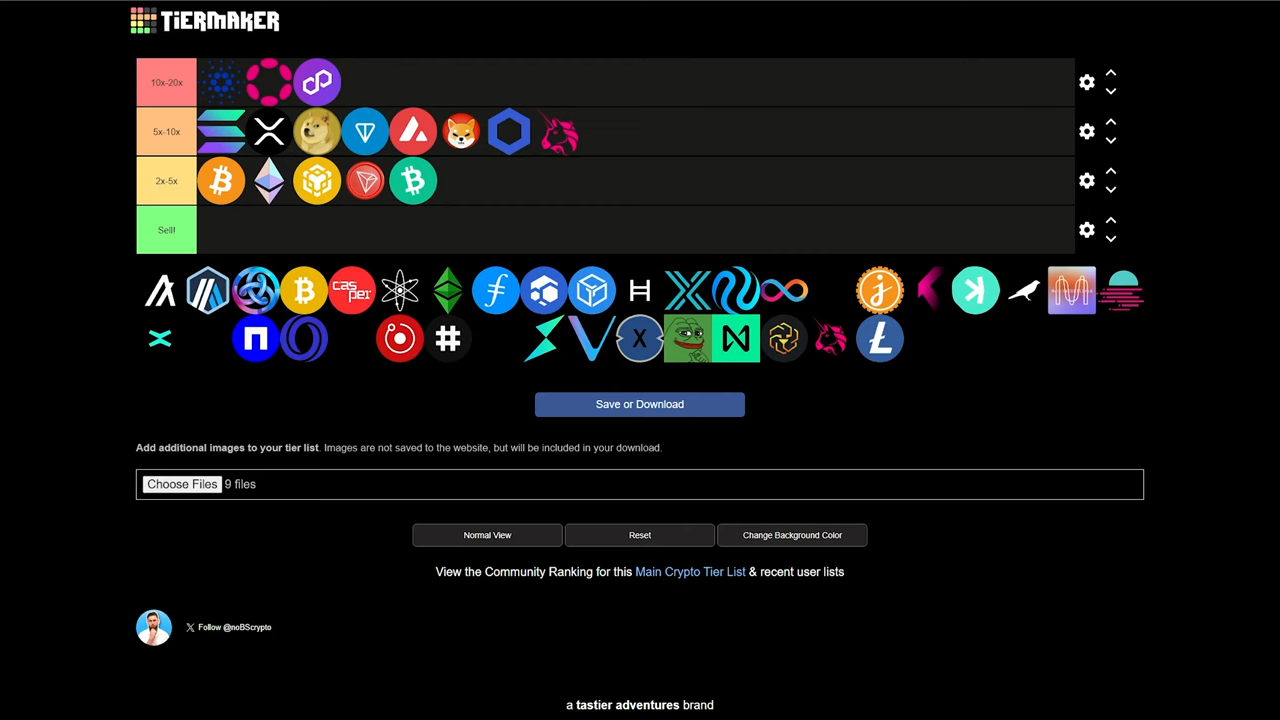 TiERMAKER
10x-20x
5x-10x
2x-5x
Sell!
CASPER
Save or Download
Add additional images to your tier list. Images are not saved to the website, but will be included in your download.
Choose Files 9 files
Normal View Reset Change Background Color
View the Community Ranking for this Main Crypto Tier List & recent user lists
Follow @noBScrypto
a tastier adventures brand